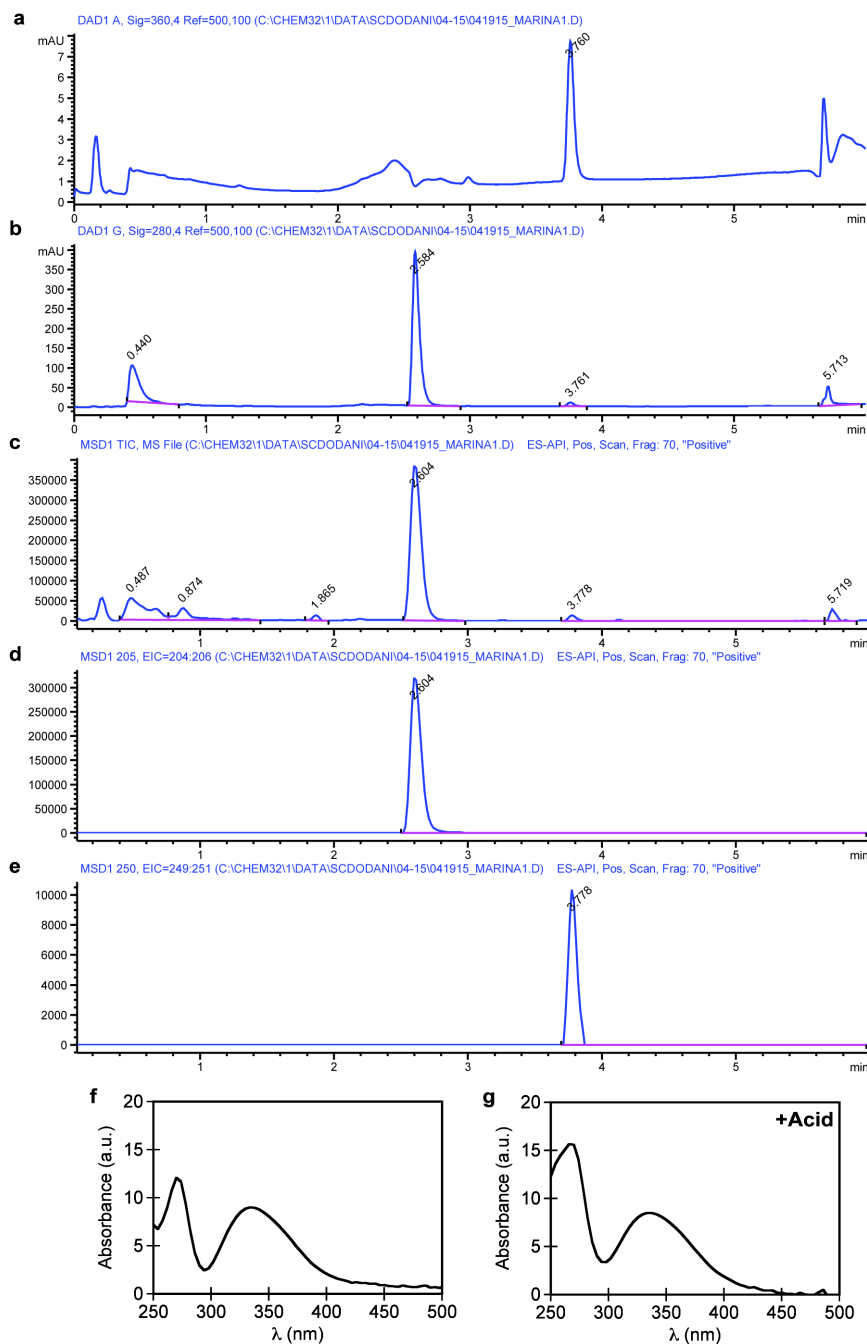 a
DAD1 A, Sig=360,4 Ref=500,100 (C:\CHEM32\1\DATA\SCDODANI\04-15\041915_MARINA1.D)
mAU
7
6
5
4
3
2
1
0
3.760
0 1 2 3 4 5 min
b
DAD1 G, Sig=280,4 Ref=500,100 (C:\CHEM32\1\DATA\SCDODANI\04-15\041915_MARINA1.D)
mAU
350
300
250
200
150
100
50
0
0.440
2.584
3.761
5.713
0 1 2 3 4 5 min
c
MSD1 TIC, MS File (C:\CHEM32\1\DATA\SCDODANI\04-15\041915_MARINA1.D) ES-API, Pos, Scan, Frag: 70, "Positive"
350000
300000
250000
200000
150000
100000
50000
0
0.487
0.874
1.865
2.604
3.778
5.719
1 2 3 4 5 min
d
MSD1 205, EIC=204:206 (C:\CHEM32\1\DATA\SCDODANI\04-15\041915_MARINA1.D) ES-API, Pos, Scan, Frag: 70, "Positive"
300000
250000
200000
150000
100000
50000
0
2.604
1 2 3 4 5 min
e
MSD1 250, EIC=249:251 (C:\CHEM32\1\DATA\SCDODANI\04-15\041915_MARINA1.D) ES-API, Pos, Scan, Frag: 70, "Positive"
10000
8000
6000
4000
2000
0
3.778
1 2 3 4 5 min
f
Absorbance (a.u.)
20
15
10
5
0
250 300 350 400 450 500
λ (nm)
g
+Acid
Absorbance (a.u.)
20
15
10
5
0
250 300 350 400 450 500
λ (nm)